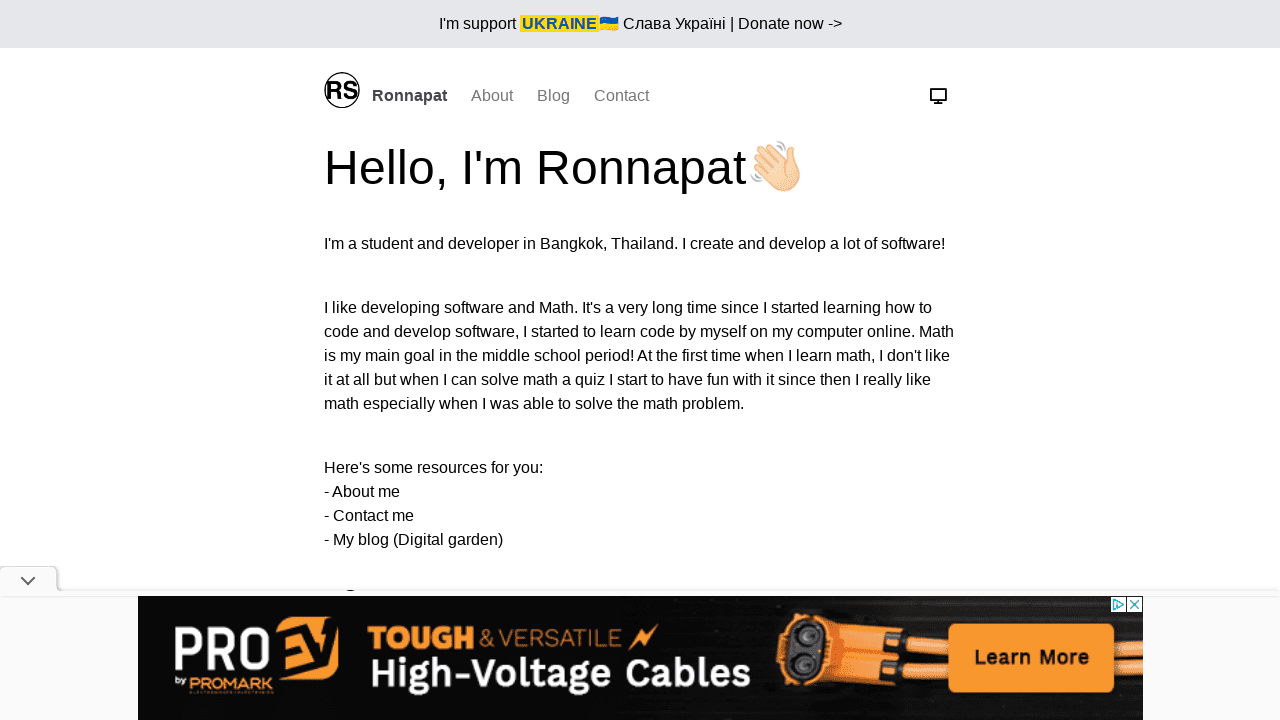 I'm support UKRAINE🇺🇦 Слава Україні | Donate now ->
RS Ronnapat About Blog Contact
Hello, I'm Ronnapat👋🏻
I'm a student and developer in Bangkok, Thailand. I create and develop a lot of software!
I like developing software and Math. It's a very long time since I started learning how to
code and develop software, I started to learn code by myself on my computer online. Math
is my main goal in the middle school period! At the first time when I learn math, I don't like
it at all but when I can solve math a quiz I start to have fun with it since then I really like
math especially when I was able to solve the math problem.
Here's some resources for you:
- About me
- Contact me
- My blog (Digital garden)
PRO EV
by PROMARK
TOUGH & VERSATILE
High-Voltage Cables
Learn More